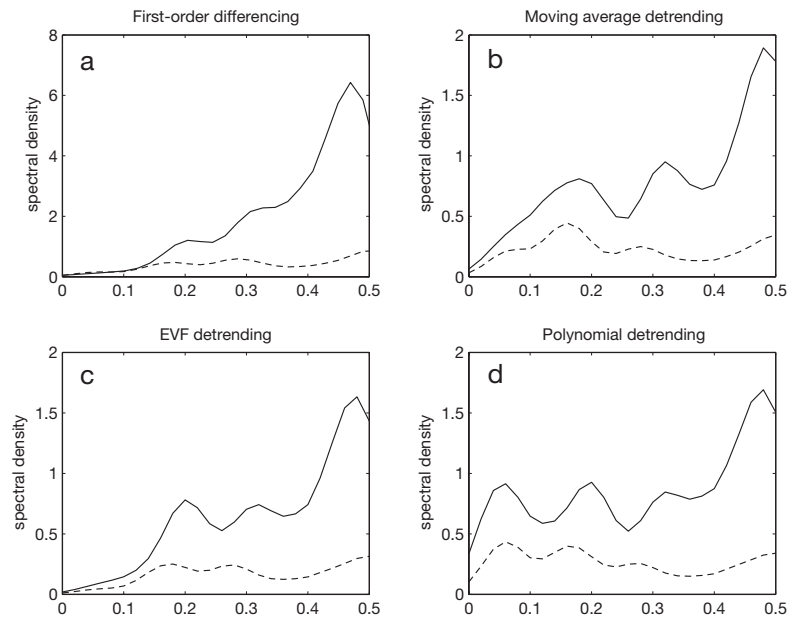 First-order differencing
Moving average detrending
8
6
4
2
0
spectral density
a
0 0.1 0.2 0.3 0.4 0.5
2
1.5
1
0.5
0
spectral density
b
0 0.1 0.2 0.3 0.4 0.5
EVF detrending
Polynomial detrending
2
1.5
1
0.5
0
spectral density
c
0 0.1 0.2 0.3 0.4 0.5
2
1.5
1
0.5
0
spectral density
d
0 0.1 0.2 0.3 0.4 0.5